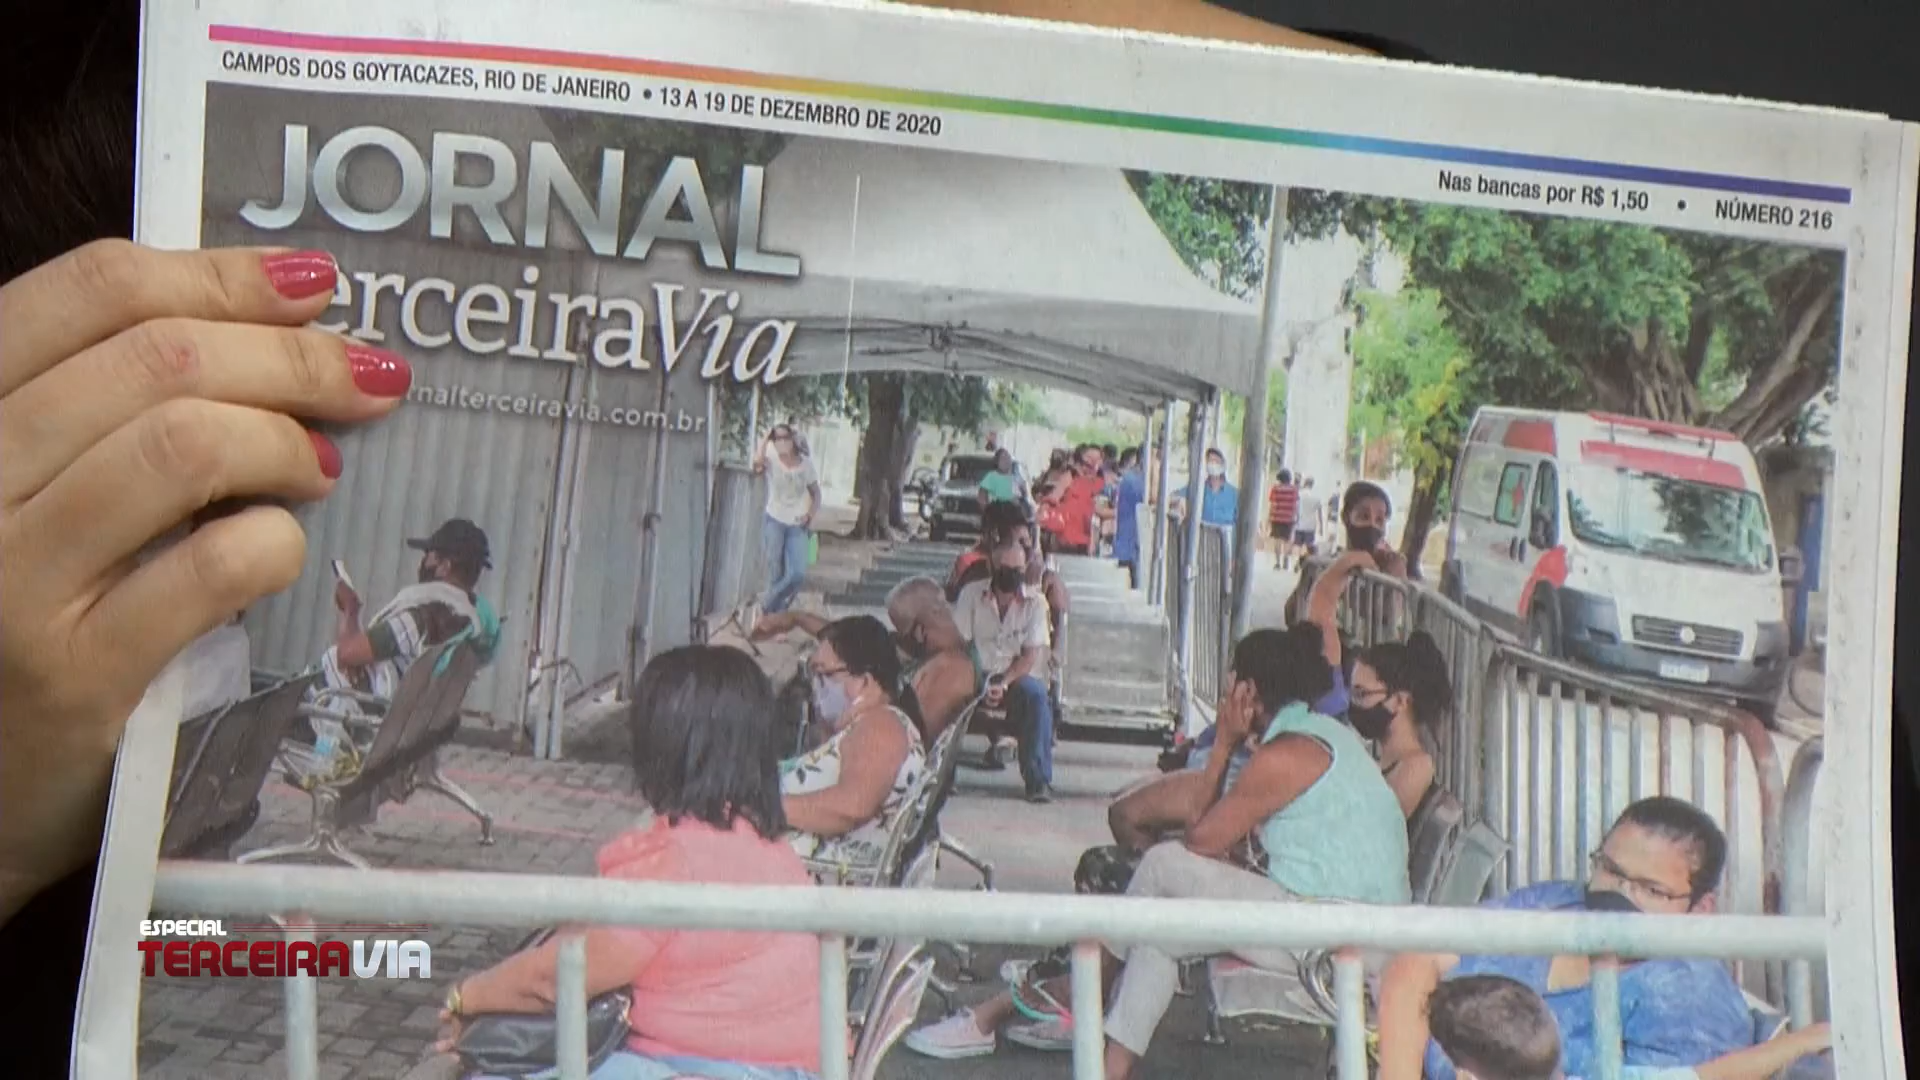 CAMPOS DOS GOYTACAZES, RIO DE JANEIRO • 13 A 19 DE DEZEMBRO DE 2020
Nas bancas por R$ 1,50 • NÚMERO 216
JORNAL
erceiraVia
rnalterceiravia.com.br
ESPECIAL
TERCEIRAVIA